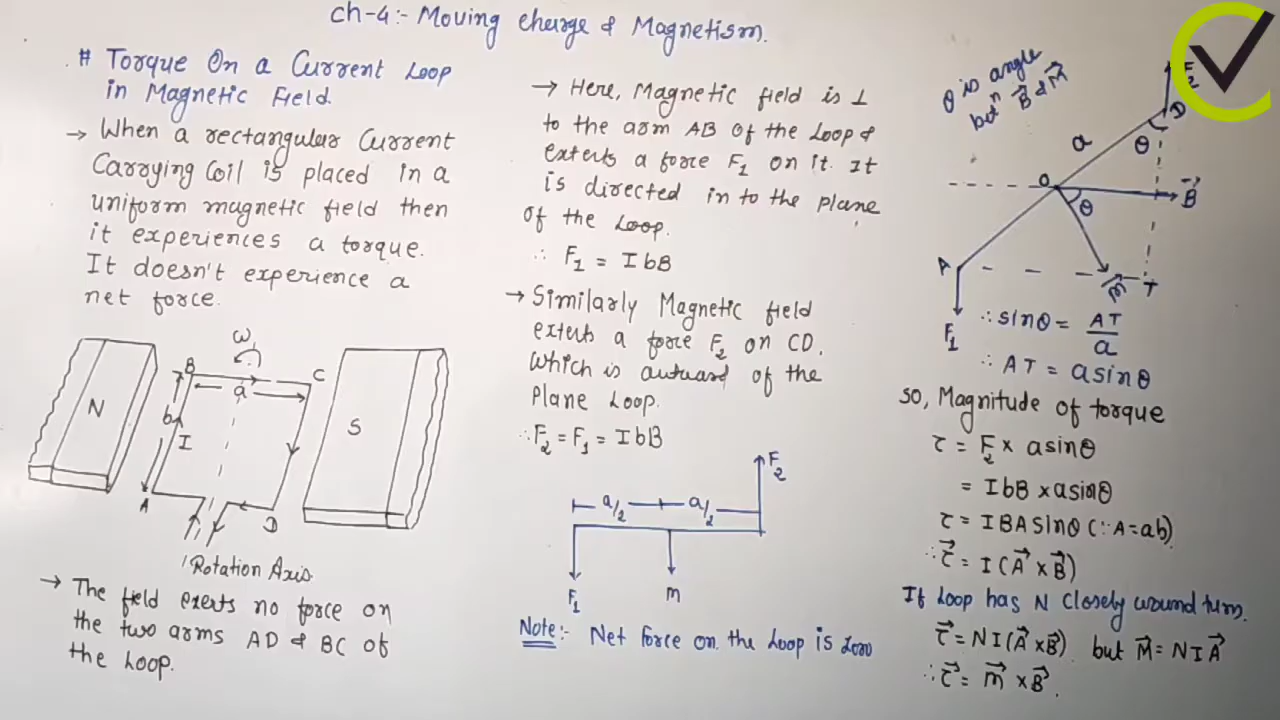 Ch-4:- Moving Charge & Magnetism.
# Torque On a Current Loop
in Magnetic Field.
→ When a rectangular Current
Carrying Coil is placed in a
uniform magnetic field then
it experiences a torque.
It doesn't experience a
net force.
ω
B
C
a
N
b
I
S
A
D
Rotation Axis
→ The field exerts no force on
the two arms AD & BC of
the Loop.
→ Here, Magnetic field is ⊥
to the arm AB of the Loop &
exterts a force F₁ on it. It
is directed in to the plane
of the Loop.
∴ F₁ = IbB
→ Similarly Magnetic field
exterts a force F₂ on CD.
Which is outward of the
Plane Loop.
∴ F₂ = F₁ = IbB
F₂
a/2 a/2
F₁
m
Note:- Net force on the Loop is zero
θ is angle
betⁿ B⃗ & M⃗
F₂
D
a
θ
O
B⃗
θ
A
m⃗
T
F₁
∴ sinθ = AT/a
∴ AT = a sinθ
So, Magnitude of torque
τ = F₂ × a sinθ
= IbB × a sinθ
τ = IBA sinθ (∵ A = ab)
∴ τ⃗ = I(A⃗ × B⃗)
If Loop has N closely wound turn.
τ⃗ = NI(A⃗ × B⃗) but M⃗ = NIA⃗
∴ τ⃗ = m⃗ × B⃗.